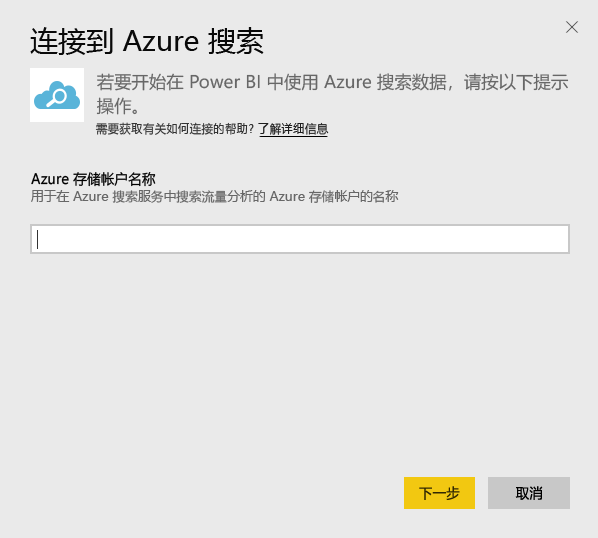 连接到 Azure 搜索
若要开始在 Power BI 中使用 Azure 搜索数据，请按以下提示
操作。
需要获取有关如何连接的帮助? 了解详细信息
Azure 存储帐户名称
用于在 Azure 搜索服务中搜索流量分析的 Azure 存储帐户的名称
下一步
取消